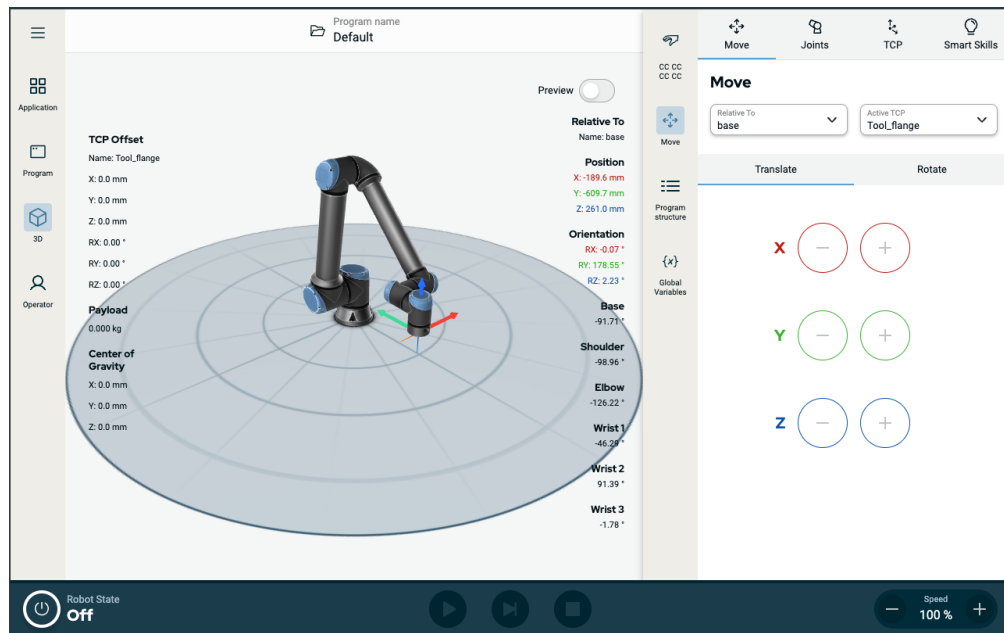 Program name
Default
Application
Program
3D
Operator
Preview
TCP Offset
Name: Tool_flange
X: 0.0 mm
Y: 0.0 mm
Z: 0.0 mm
RX: 0.00 °
RY: 0.00 °
RZ: 0.00 °
Payload
0.000 kg
Center of
Gravity
X: 0.0 mm
Y: 0.0 mm
Z: 0.0 mm
Relative To
Name: base
Position
X: -189.6 mm
Y: -609.7 mm
Z: 261.0 mm
Orientation
RX: -0.07 °
RY: 178.55 °
RZ: 2.23 °
Base
-91.71 °
Shoulder
-98.96 °
Elbow
-126.22 °
Wrist 1
-46.29 °
Wrist 2
91.39 °
Wrist 3
-1.78 °
CC CC
CC CC
Move
Program
structure
{x}
Global
Variables
Move
Joints
TCP
Smart Skills
Move
Relative To
base
Active TCP
Tool_flange
Translate
Rotate
X − +
Y − +
Z − +
Robot State
Off
Speed
− 100 % +